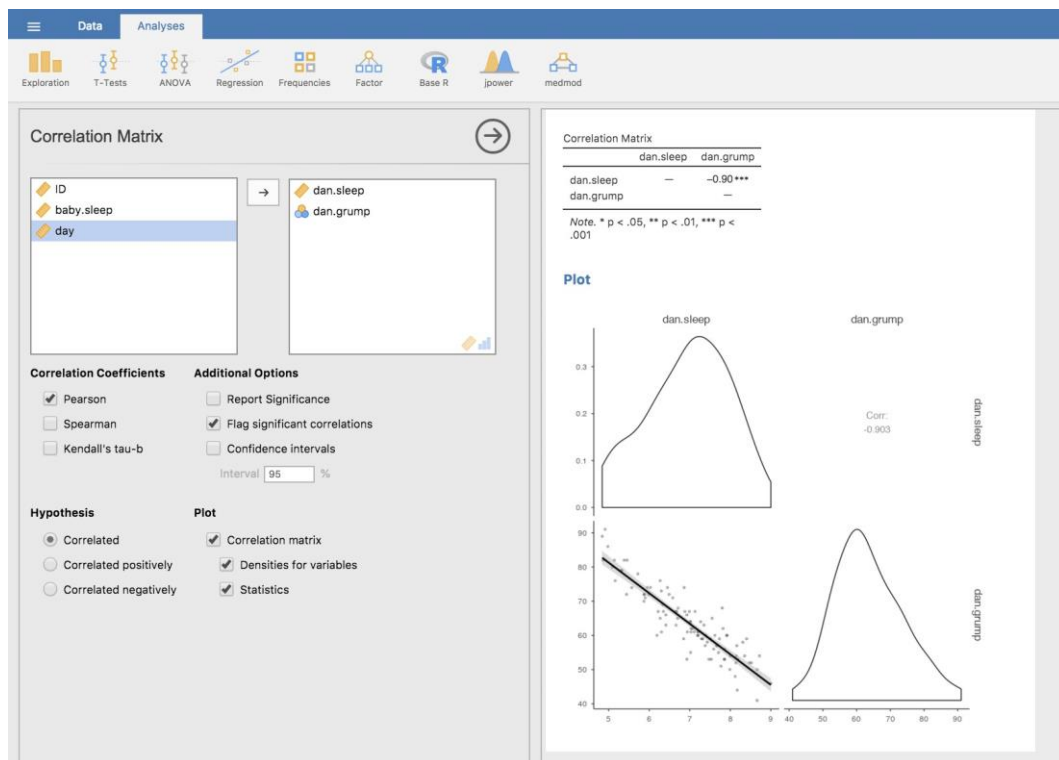 Data Analyses
Exploration T-Tests ANOVA Regression Frequencies Factor Base R jpower medmod
Correlation Matrix
ID
baby.sleep
day
dan.sleep
dan.grump
Correlation Coefficients Additional Options
Pearson Report Significance
Spearman Flag significant correlations
Kendall's tau-b Confidence intervals
Interval 95 %
Hypothesis Plot
Correlated Correlation matrix
Correlated positively Densities for variables
Correlated negatively Statistics
Correlation Matrix
dan.sleep dan.grump
dan.sleep — −0.90***
dan.grump —
Note. * p < .05, ** p < .01, *** p <
.001
Plot
dan.sleep dan.grump
0.3
0.2
0.1
0.0
Corr:
-0.903
dan.sleep
90
80
70
60
50
40
dan.grump
5 6 7 8 9 40 50 60 70 80 90